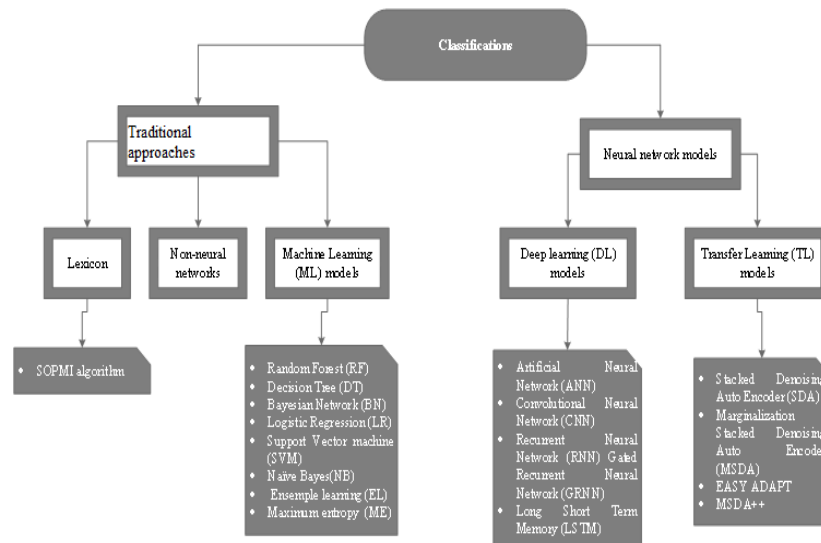 Classifications
Traditional
approaches
Neural network models
Lexicon
Non-neural
networks
Machine Learning
(ML) models
Deep learning (DL)
models
Transfer Learning (TL)
models
• SOPMI algorithm
• Random Forest (RF)
• Decision Tree (DT)
• Bayesian Network (BN)
• Logistic Regression (LR)
• Support Vector machine
(SVM)
• Naïve Bayes(NB)
• Ensemple learning (EL)
• Maximum entropy (ME)
• Artificial Neural
Network (ANN)
• Convolutional Neural
Network (CNN)
• Recurrent Neural
Network (RNN) Gated
Recurrent Neural
Network (GRNN)
• Long Short Term
Memory (LSTM)
• Stacked Denoising
Auto Encoder (SDA)
• Marginalization
Stacked Denoising
Auto Encode
(MSDA)
• EASY ADAPT
• MSDA++